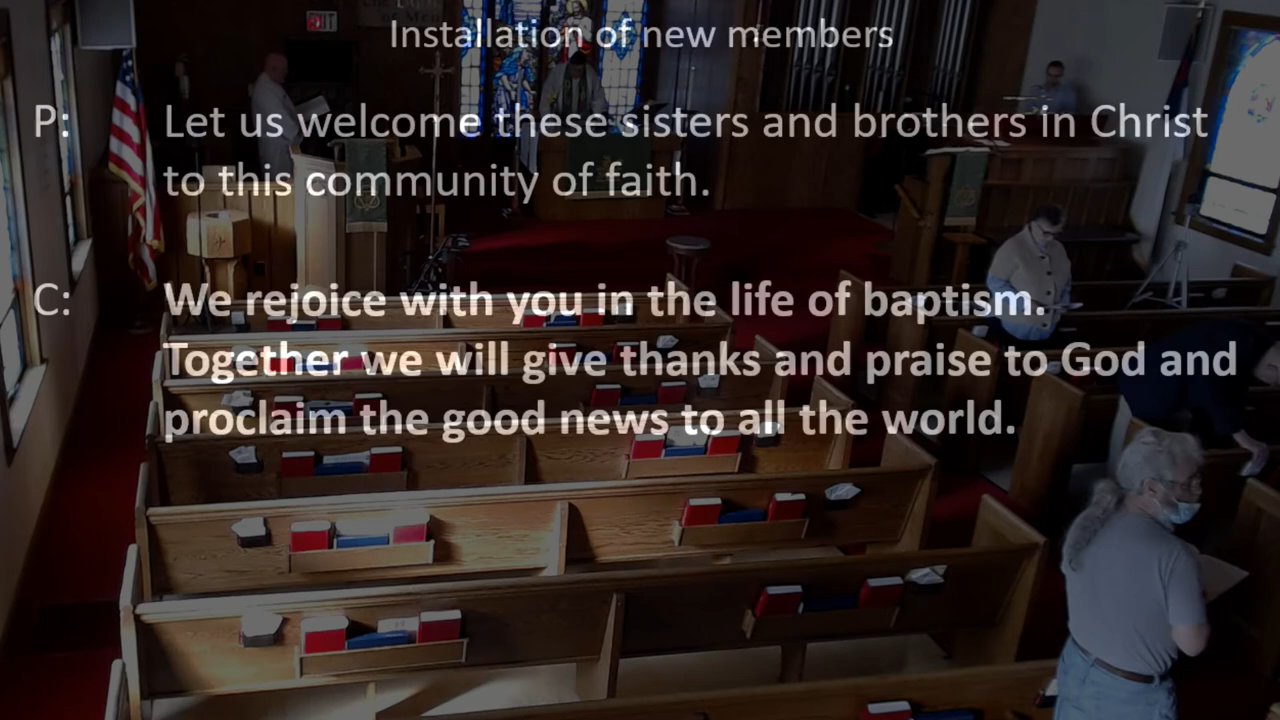 EXIT
Installation of new members
P: Let us welcome these sisters and brothers in Christ
to this community of faith.
C: We rejoice with you in the life of baptism.
Together we will give thanks and praise to God and
proclaim the good news to all the world.